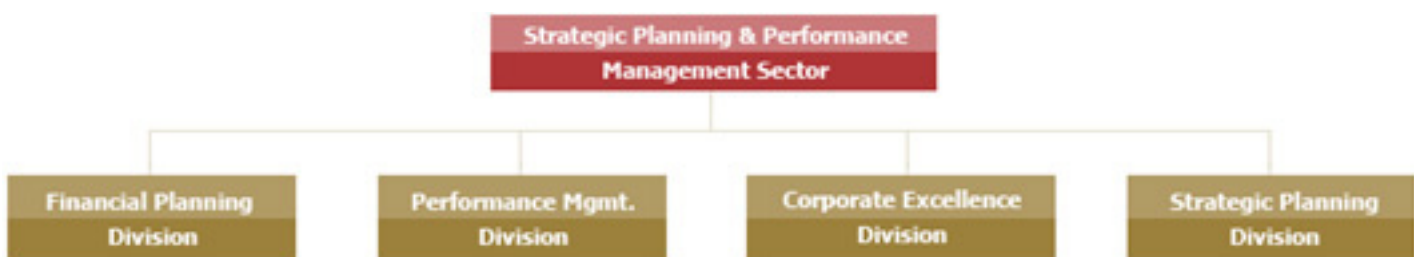 Strategic Planning & Performance
Management Sector
Financial Planning
Division
Performance Mgmt.
Division
Corporate Excellence
Division
Strategic Planning
Division